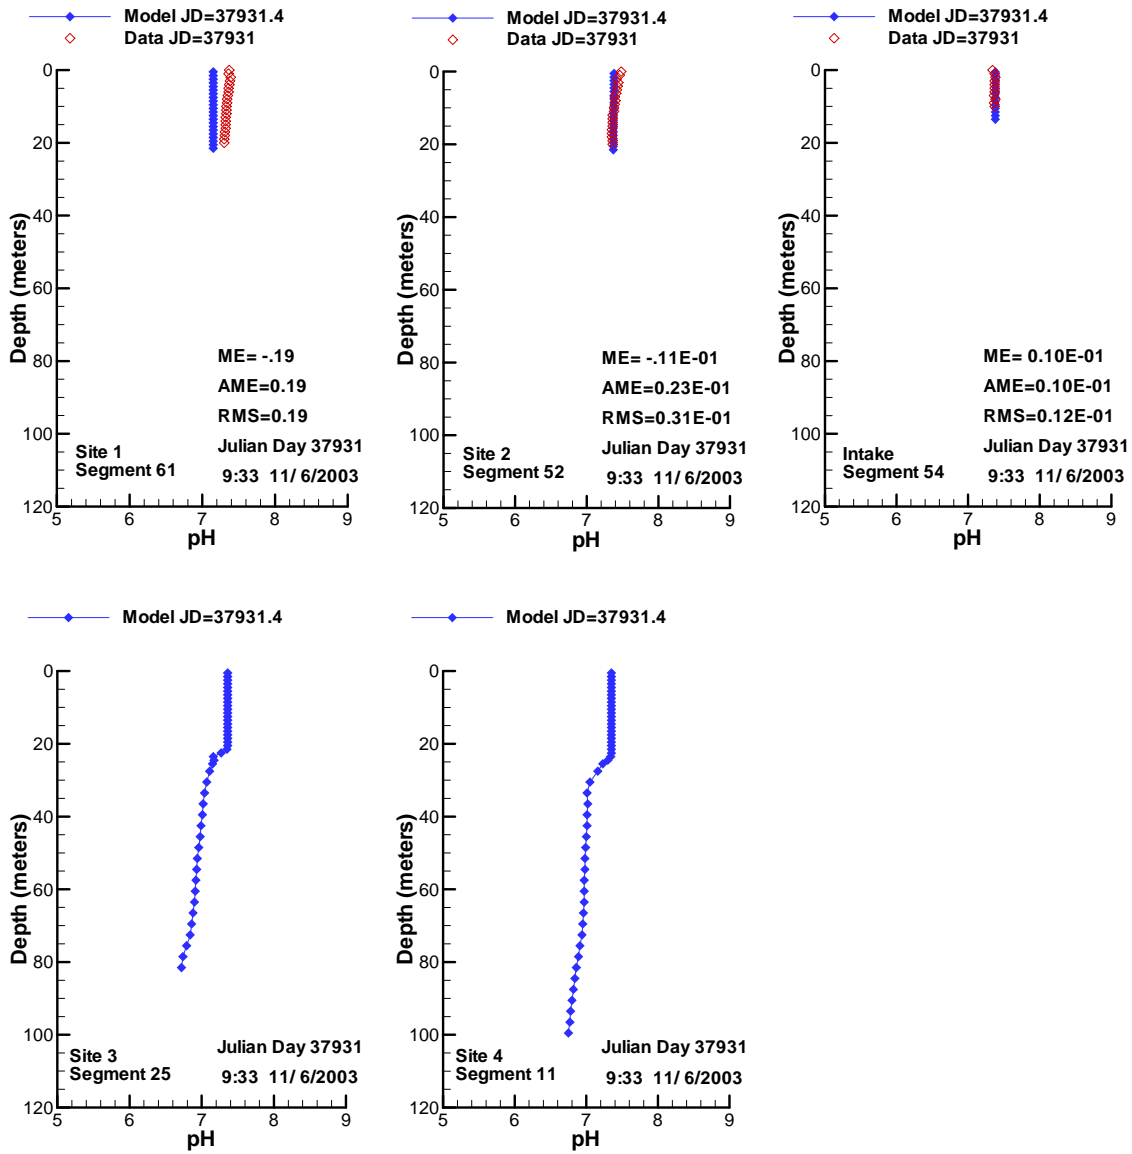 Model JD=37931.4
Data JD=37931
0
20
40
60
80
100
120
Depth (meters)
ME= -.19
AME=0.19
RMS=0.19
Julian Day 37931
9:33 11/ 6/2003
Site 1
Segment 61
5 6 7 8 9
pH
Model JD=37931.4
Data JD=37931
0
20
40
60
80
100
120
Depth (meters)
ME= -.11E-01
AME=0.23E-01
RMS=0.31E-01
Julian Day 37931
9:33 11/ 6/2003
Site 2
Segment 52
5 6 7 8 9
pH
Model JD=37931.4
Data JD=37931
0
20
40
60
80
100
120
Depth (meters)
ME= 0.10E-01
AME=0.10E-01
RMS=0.12E-01
Julian Day 37931
9:33 11/ 6/2003
Intake
Segment 54
5 6 7 8 9
pH
Model JD=37931.4
0
20
40
60
80
100
120
Depth (meters)
Julian Day 37931
9:33 11/ 6/2003
Site 3
Segment 25
5 6 7 8 9
pH
Model JD=37931.4
0
20
40
60
80
100
120
Depth (meters)
Julian Day 37931
9:33 11/ 6/2003
Site 4
Segment 11
5 6 7 8 9
pH